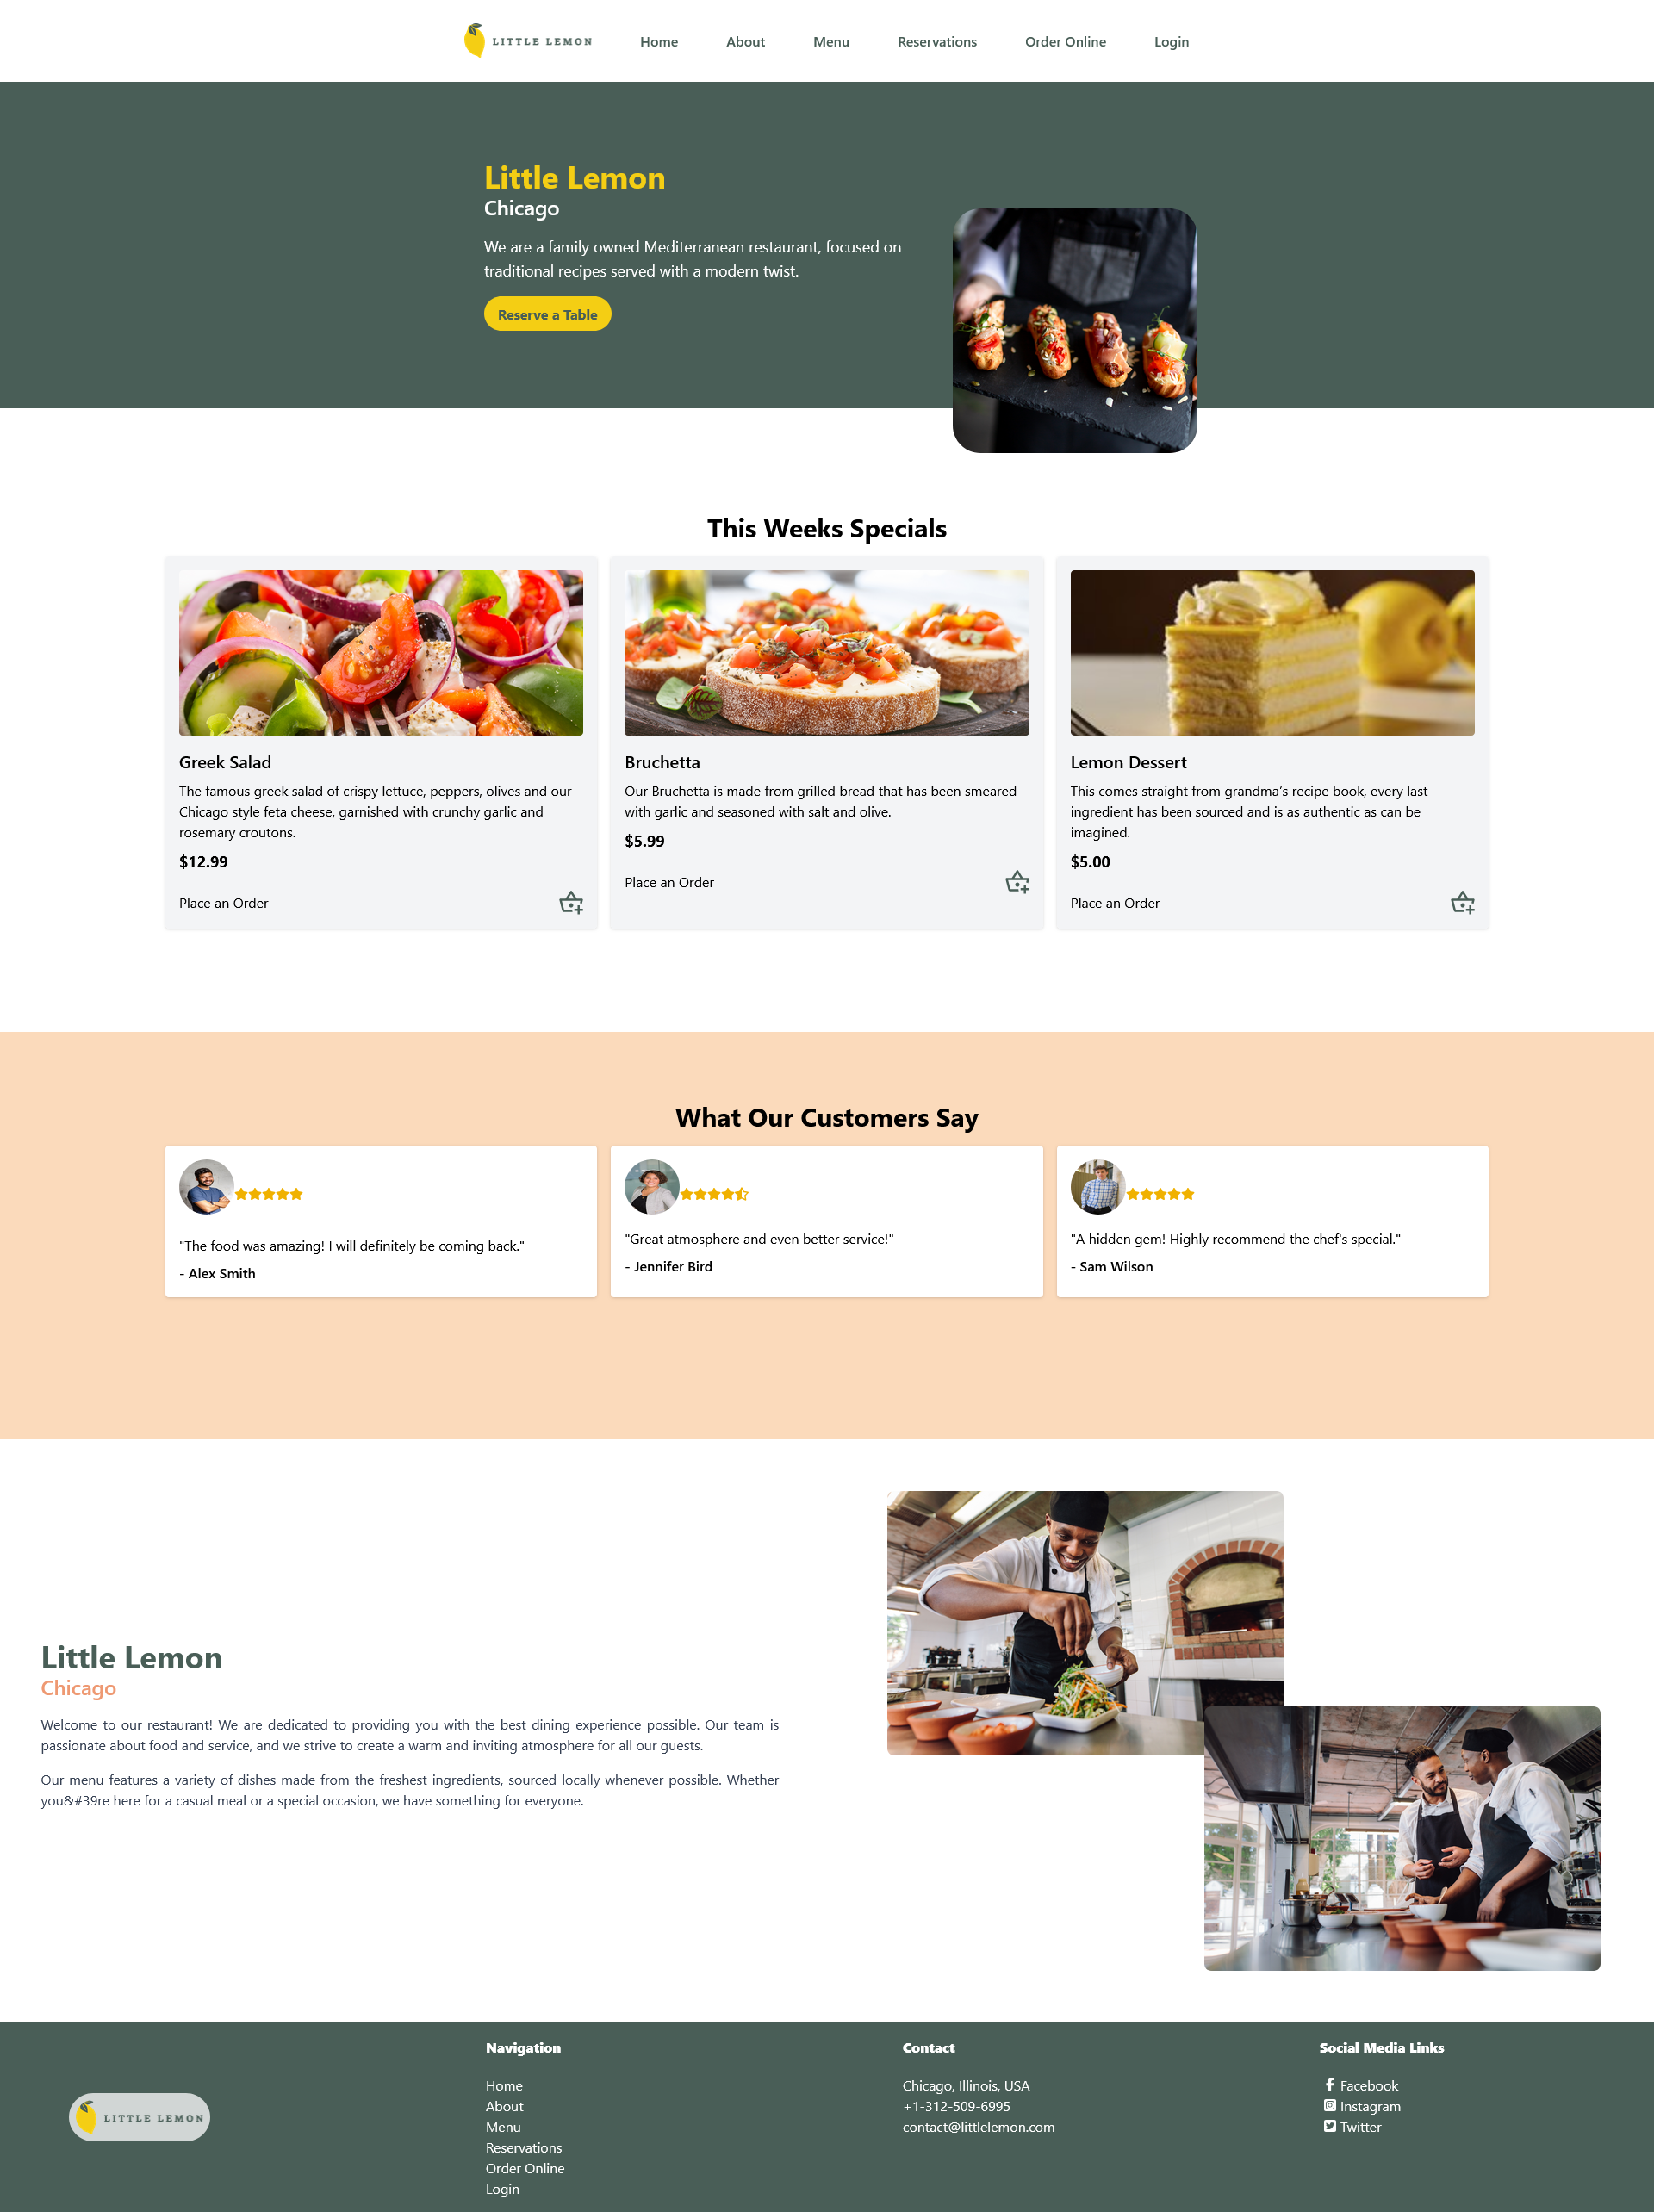 LITTLE LEMON
Home
About
Menu
Reservations
Order Online
Login
Little Lemon
Chicago
We are a family owned Mediterranean restaurant, focused on
traditional recipes served with a modern twist.
Reserve a Table
This Weeks Specials
Greek Salad
The famous greek salad of crispy lettuce, peppers, olives and our
Chicago style feta cheese, garnished with crunchy garlic and
rosemary croutons.
$12.99
Place an Order
Bruchetta
Our Bruchetta is made from grilled bread that has been smeared
with garlic and seasoned with salt and olive.
$5.99
Place an Order
Lemon Dessert
This comes straight from grandma’s recipe book, every last
ingredient has been sourced and is as authentic as can be
imagined.
$5.00
Place an Order
What Our Customers Say
"The food was amazing! I will definitely be coming back."
- Alex Smith
"Great atmosphere and even better service!"
- Jennifer Bird
"A hidden gem! Highly recommend the chef's special."
- Sam Wilson
Little Lemon
Chicago
Welcome to our restaurant! We are dedicated to providing you with the best dining experience possible. Our team is
passionate about food and service, and we strive to create a warm and inviting atmosphere for all our guests.
Our menu features a variety of dishes made from the freshest ingredients, sourced locally whenever possible. Whether
you&#39re here for a casual meal or a special occasion, we have something for everyone.
LITTLE LEMON
Navigation
Home
About
Menu
Reservations
Order Online
Login
Contact
Chicago, Illinois, USA
+1-312-509-6995
contact@littlelemon.com
Social Media Links
Facebook
Instagram
Twitter